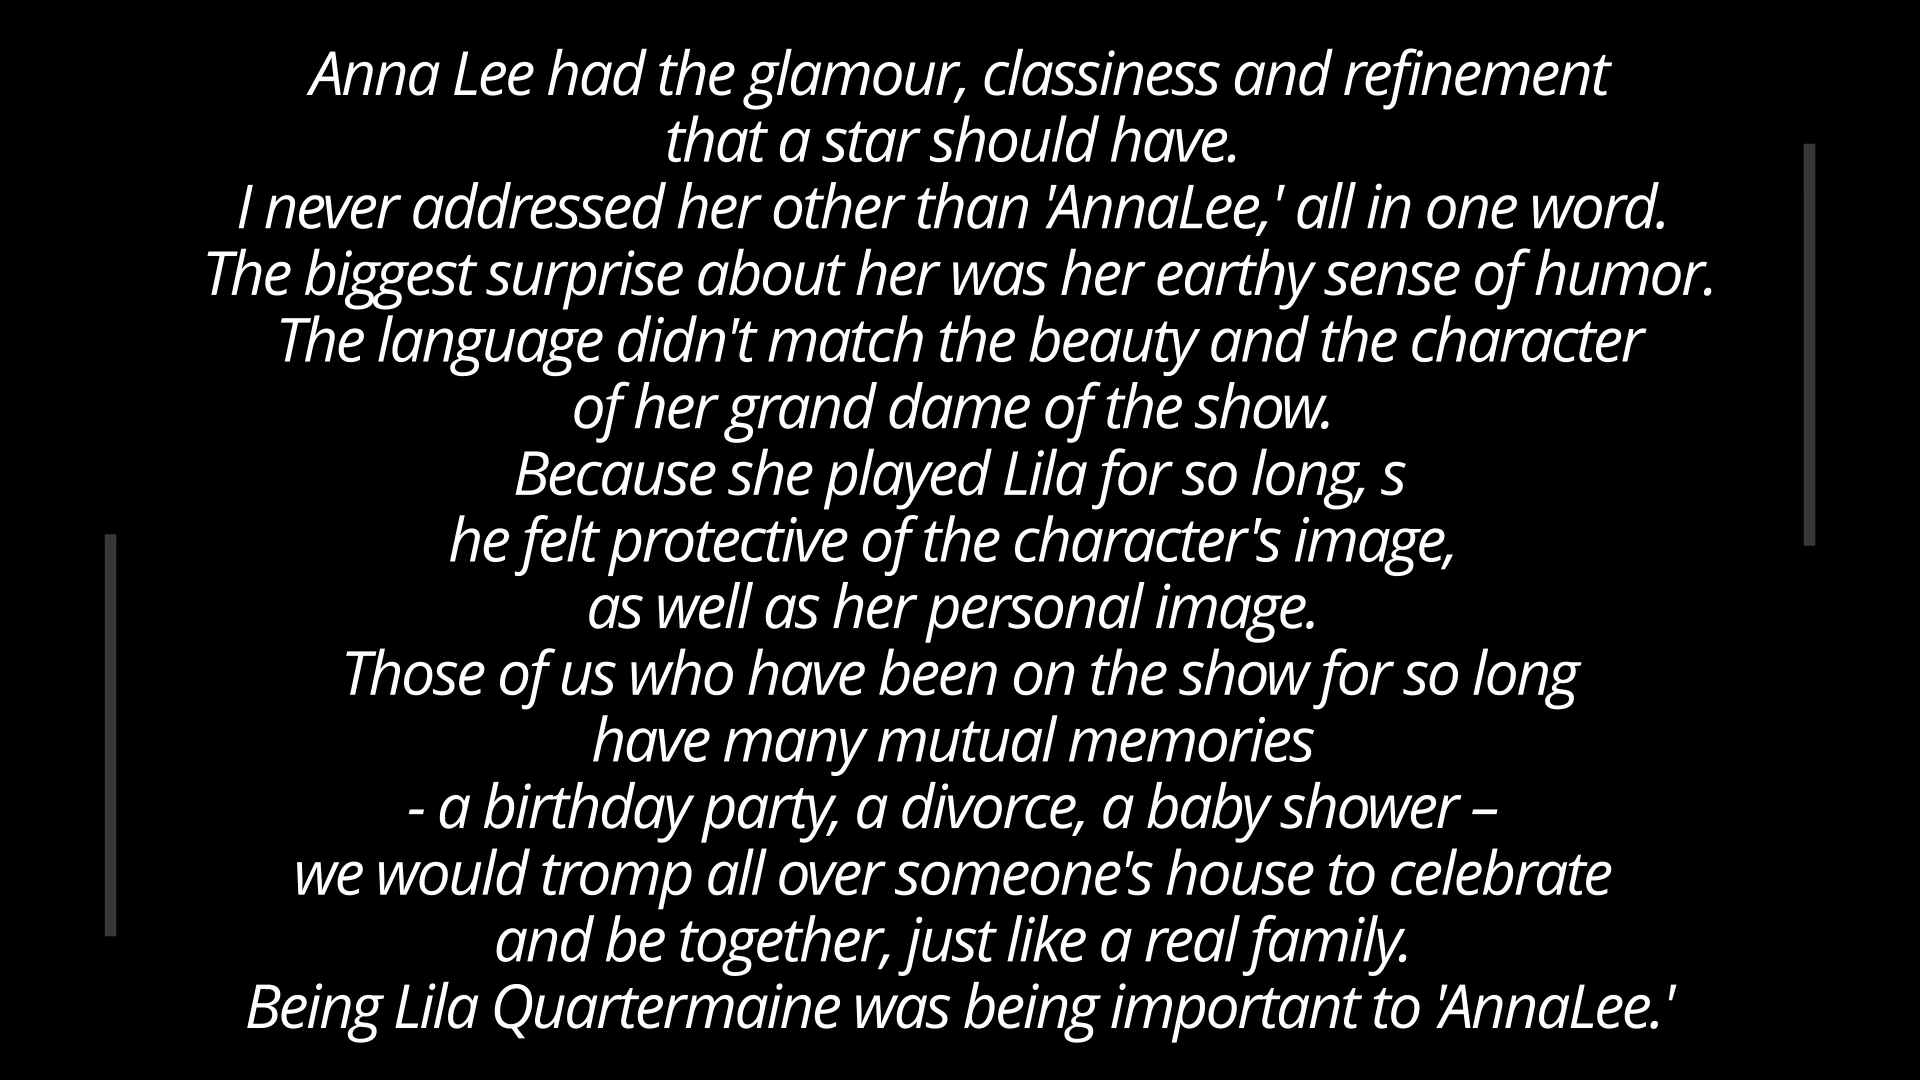 Anna Lee had the glamour, classiness and refinement
that a star should have.
I never addressed her other than 'AnnaLee,' all in one word.
The biggest surprise about her was her earthy sense of humor.
The language didn't match the beauty and the character
of her grand dame of the show.
Because she played Lila for so long, s
he felt protective of the character's image,
as well as her personal image.
Those of us who have been on the show for so long
have many mutual memories
- a birthday party, a divorce, a baby shower –
we would tromp all over someone's house to celebrate
and be together, just like a real family.
Being Lila Quartermaine was being important to 'AnnaLee.'